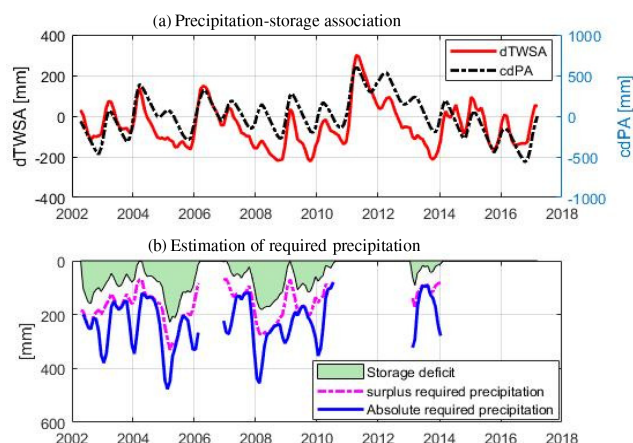 (a) Precipitation-storage association
400
200
0
-200
-400
dTWSA [mm]
1000
500
0
-500
-1000
cdPA [mm]
dTWSA
cdPA
2002 2004 2006 2008 2010 2012 2014 2016 2018
(b) Estimation of required precipitation
0
200
400
600
[mm]
Storage deficit
surplus required precipitation
Absolute required precipitation
2002 2004 2006 2008 2010 2012 2014 2016 2018